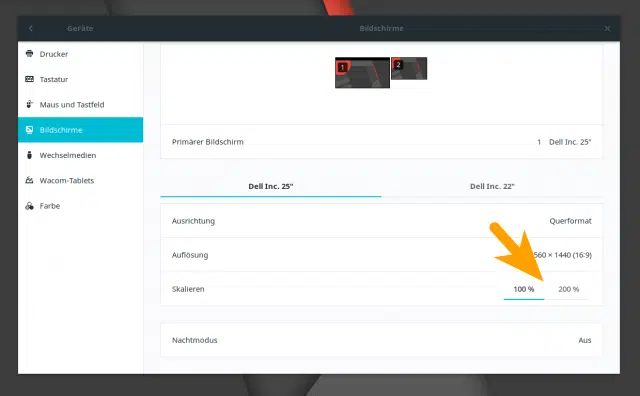 Geräte
Bildschirme
Drucker
Tastatur
Maus und Tastfeld
Bildschirme
Wechselmedien
Wacom-Tablets
Farbe
1
2
Primärer Bildschirm
1 Dell Inc. 25"
Dell Inc. 25"
Dell Inc. 22"
Ausrichtung
Querformat
Auflösung
560 × 1440 (16:9)
Skalieren
100 %
200 %
Nachtmodus
Aus